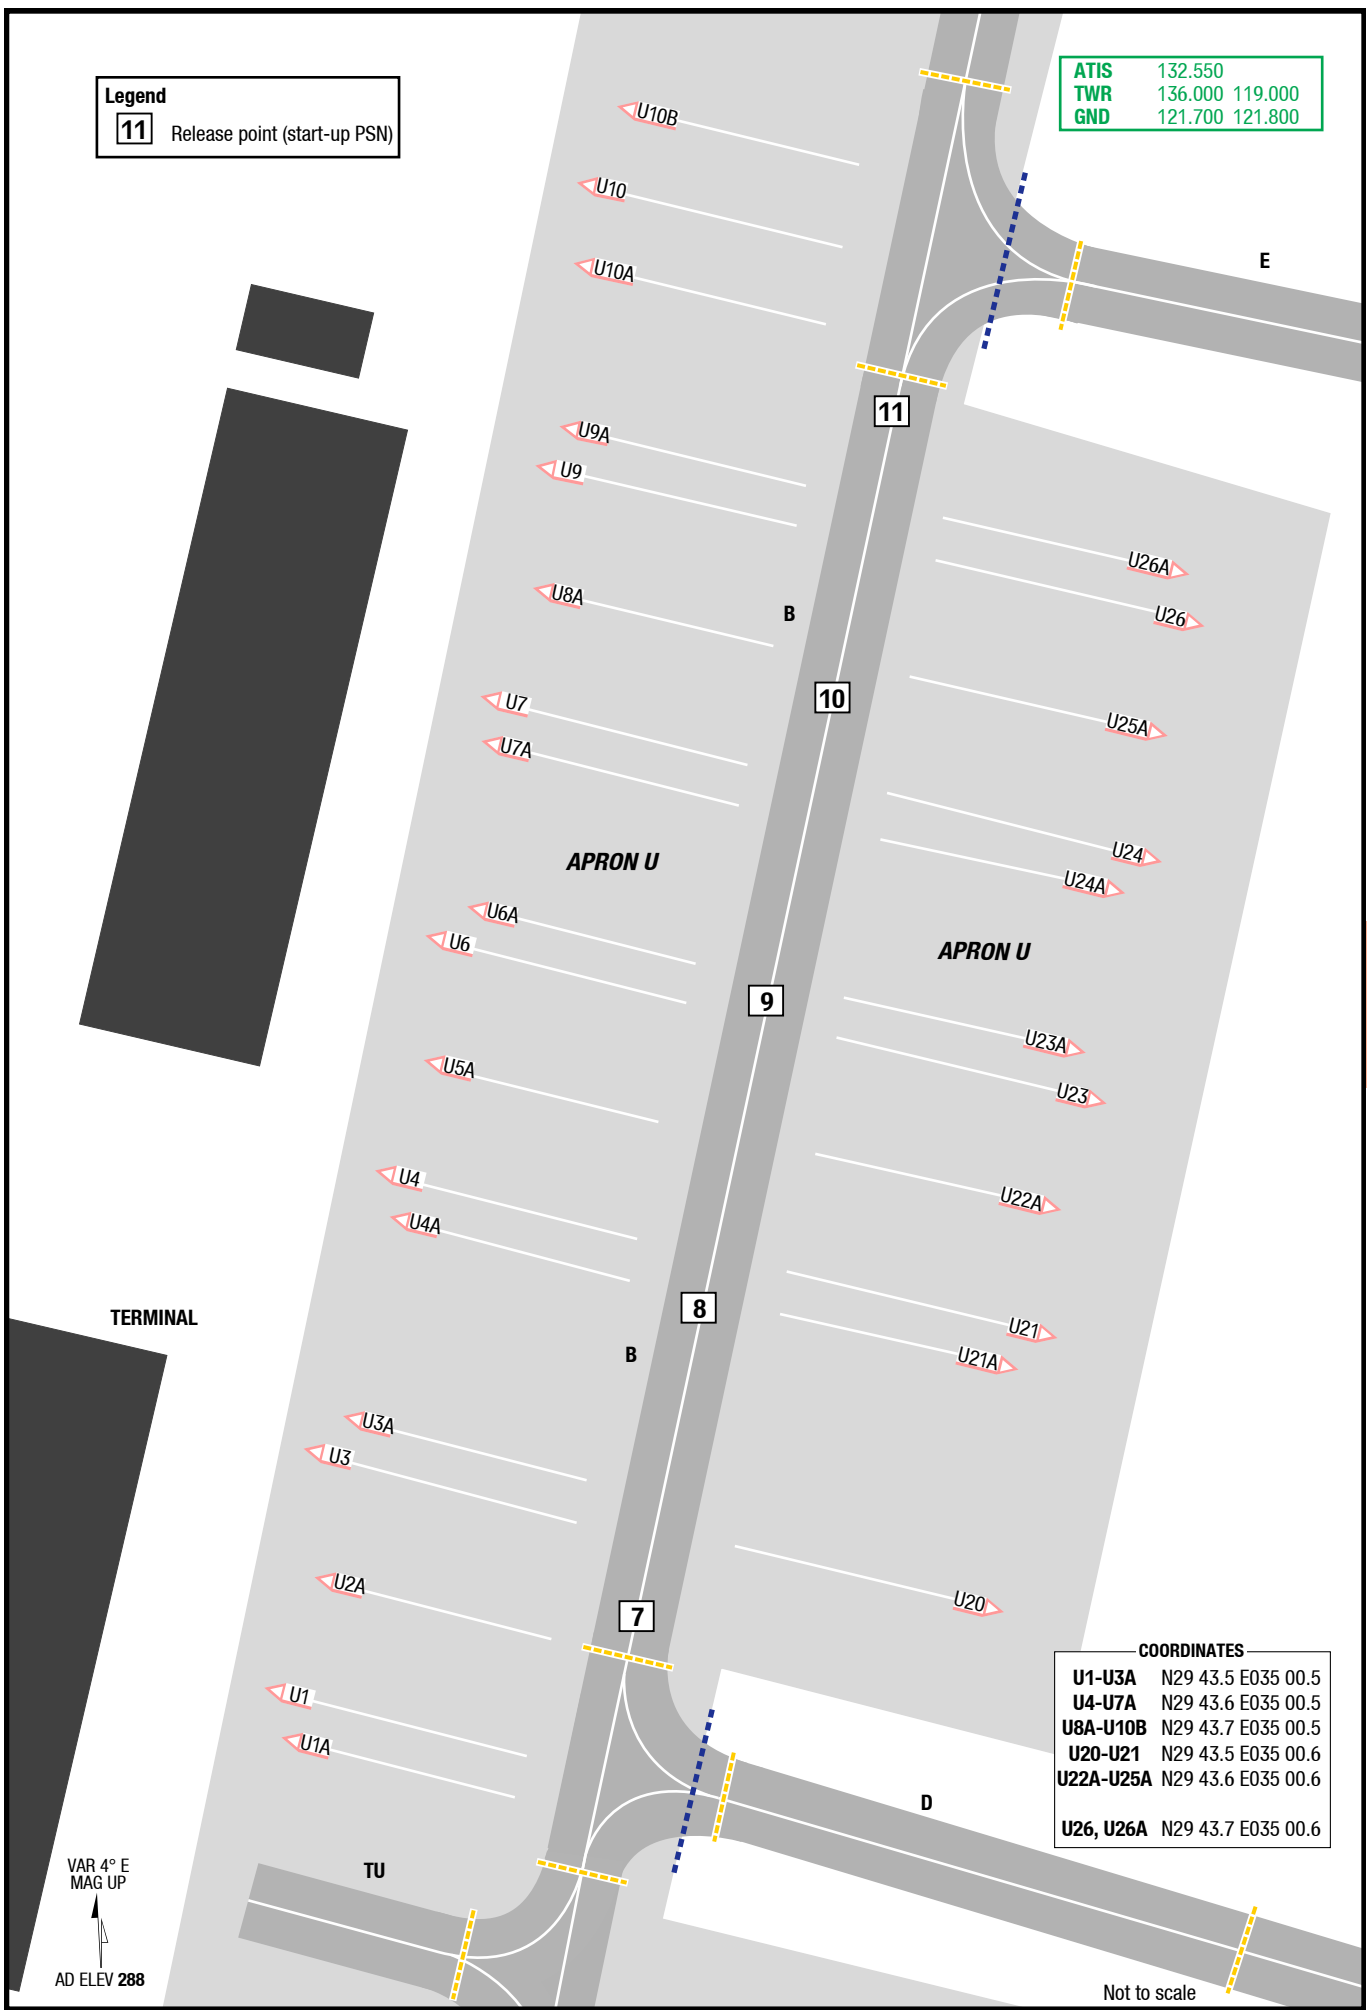 Legend
11 Release point (start-up PSN)
ATIS 132.550
TWR 136.000 119.000
GND 121.700 121.800
U10B
U10
U10A
E
11
U9A
U9
U26A
U8A
B
U26
10
U7
U25A
U7A
U24
APRON U
U24A
U6A
U6
APRON U
9
U23A
U5A
U23
U4
U22A
U4A
8
TERMINAL
U21
B
U21A
U3A
U3
U2A
U20
7
COORDINATES
U1-U3A N29 43.5 E035 00.5
U4-U7A N29 43.6 E035 00.5
U8A-U10B N29 43.7 E035 00.5
U20-U21 N29 43.5 E035 00.6
U22A-U25A N29 43.6 E035 00.6
U26, U26A N29 43.7 E035 00.6
U1
U1A
D
TU
VAR 4° E
MAG UP
AD ELEV 288
Not to scale